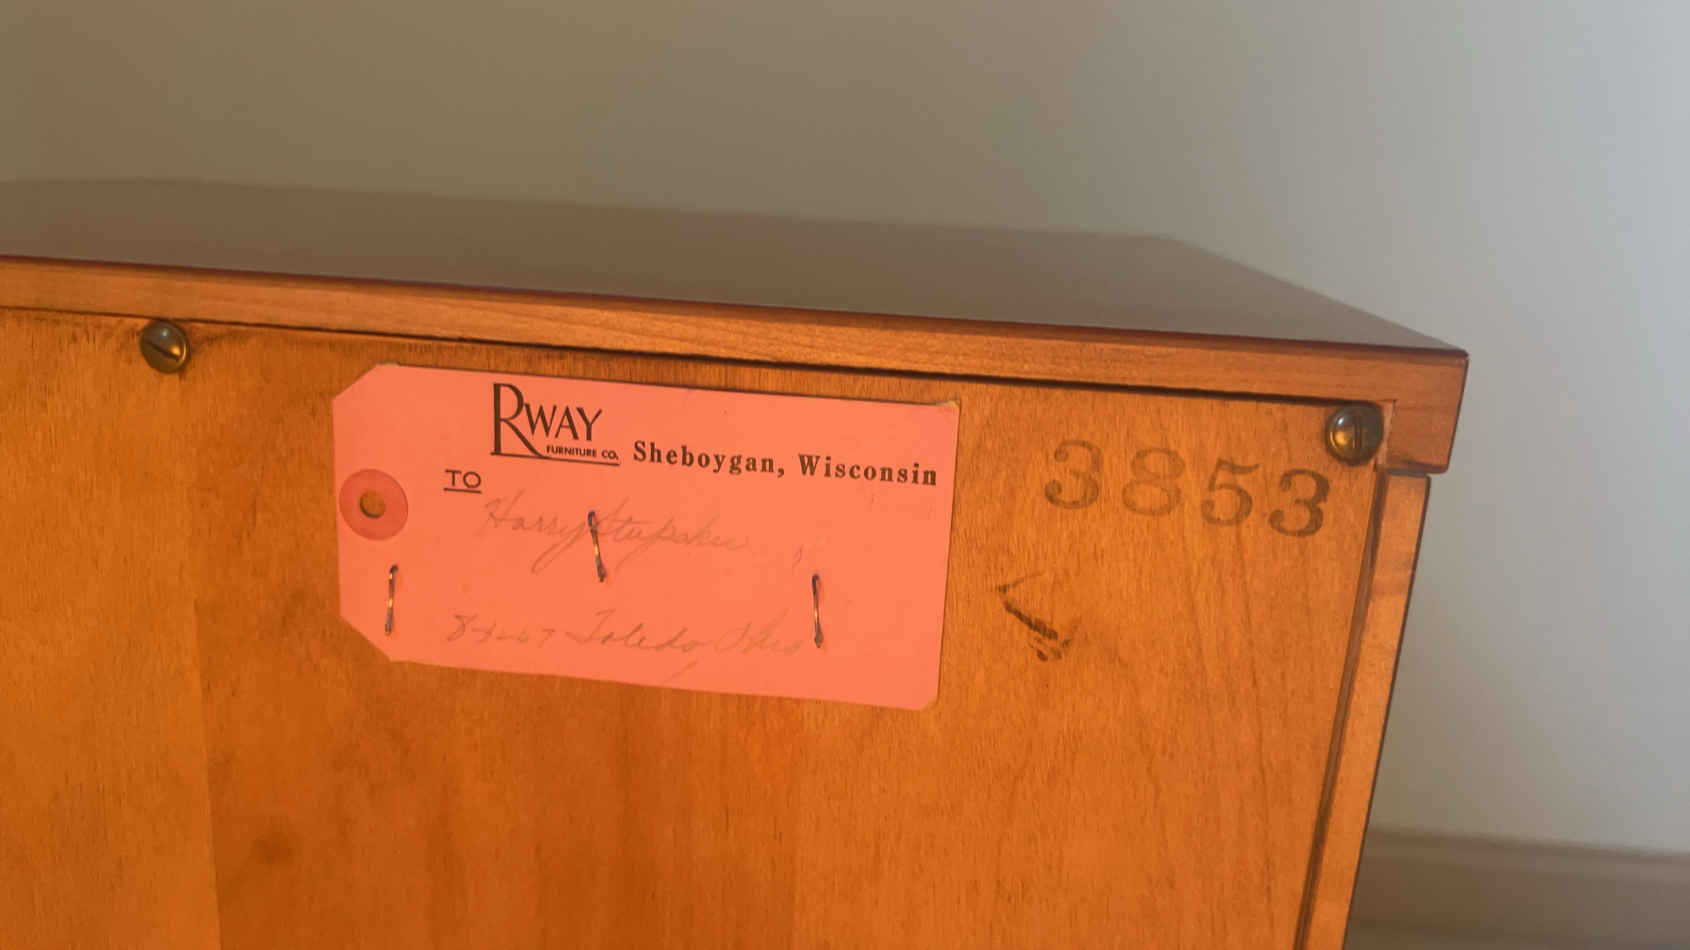 RWAY
FURNITURE CO. Sheboygan, Wisconsin
TO
Harry
Toledo Ohio
3853